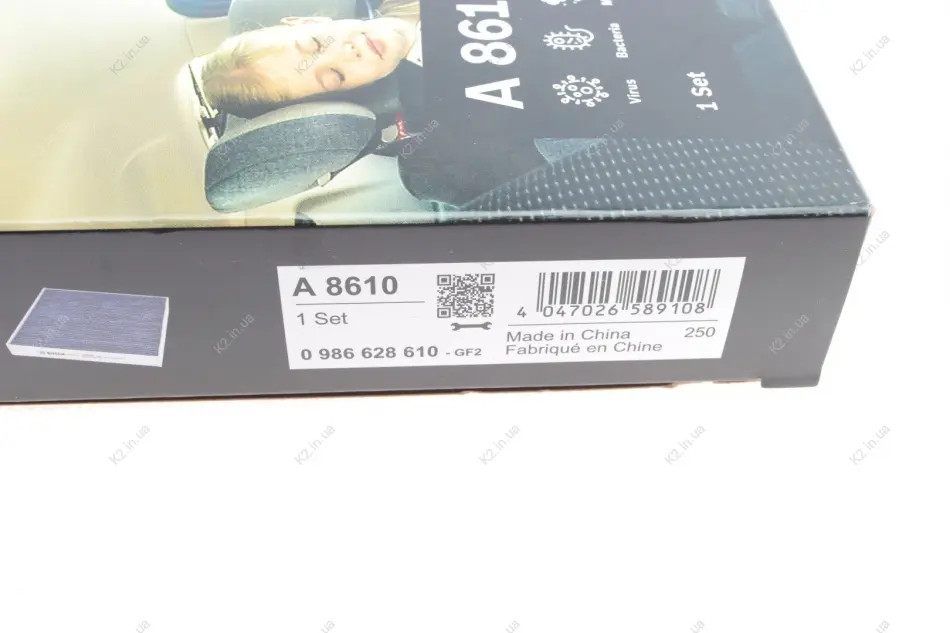 A 861
Virus
Bacteria
1 Set
A 8610
1 Set
0 986 628 610 - GF2
4 047026 589108
Made in China 250
Fabriqué en Chine
K2.in.ua